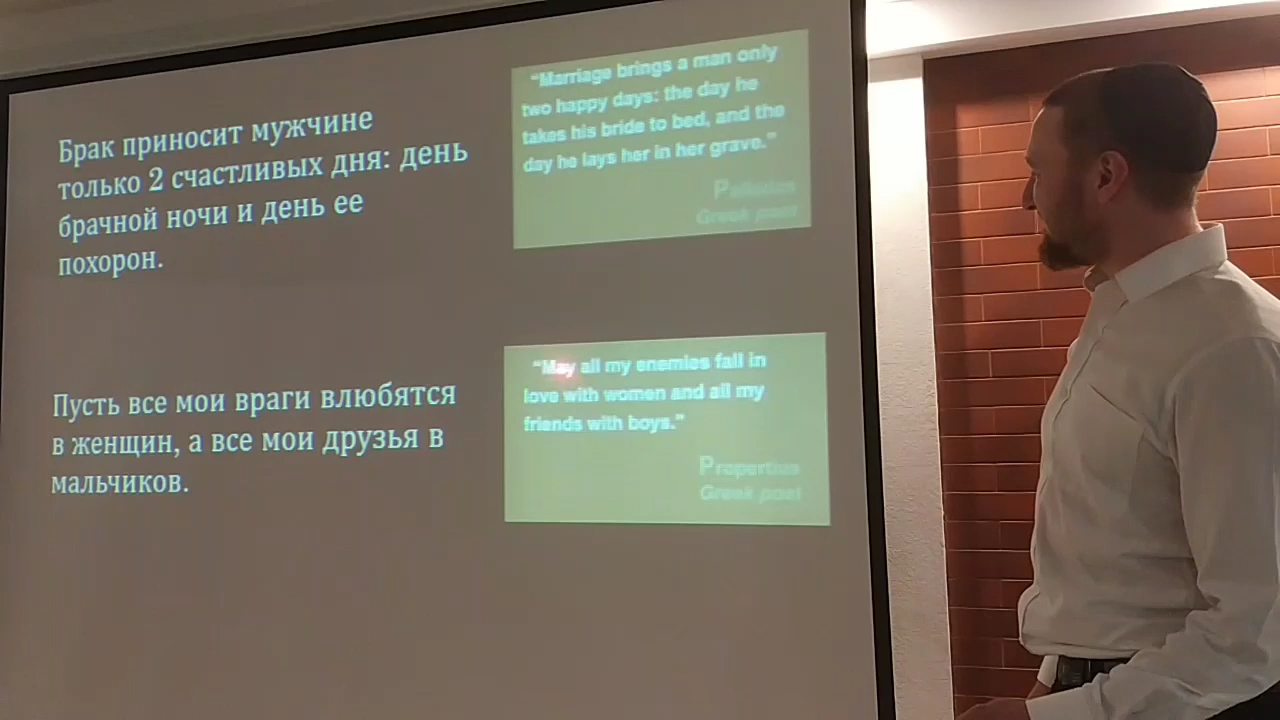 Брак приносит мужчине
только 2 счастливых дня: день
брачной ночи и день ее
похорон.
“Marriage brings a man only
two happy days: the day he
takes his bride to bed, and the
day he lays her in her grave.”
Palladas
Greek poet
Пусть все мои враги влюбятся
в женщин, а все мои друзья в
мальчиков.
“May all my enemies fall in
love with women and all my
friends with boys.”
Propertius
Greek poet